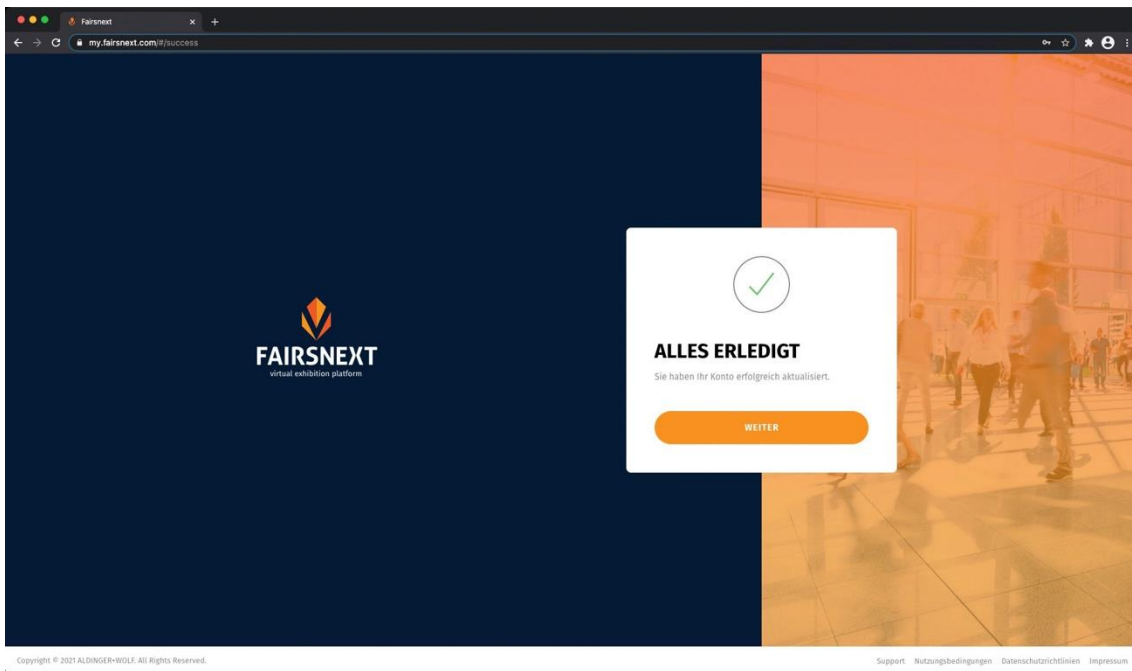 Fairsnext
my.fairsnext.com/#/success
FAIRSNEXT
virtual exhibition platform
ALLES ERLEDIGT
Sie haben Ihr Konto erfolgreich aktualisiert.
WEITER
Copyright © 2021 ALDINGER+WOLF. All Rights Reserved.
Support Nutzungsbedingungen Datenschutzrichtlinien Impressum